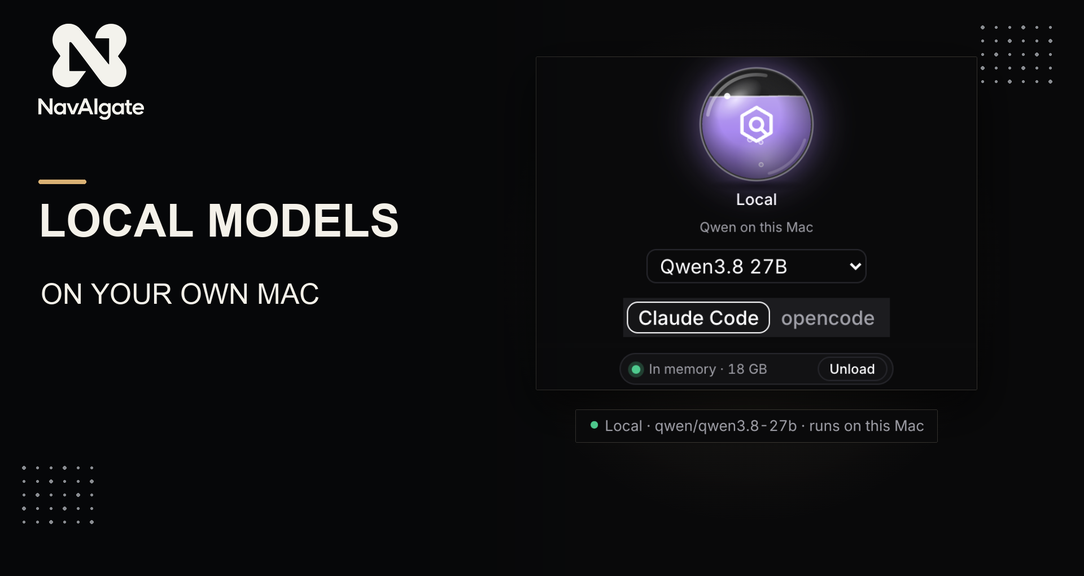 NavAIgate
LOCAL MODELS
ON YOUR OWN MAC
Local
Qwen on this Mac
Qwen3.8 27B
Claude Code opencode
In memory · 18 GB Unload
Local · qwen/qwen3.8-27b · runs on this Mac